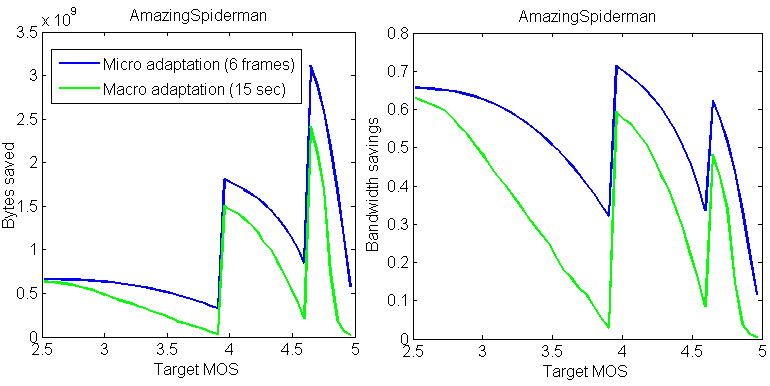 AmazingSpiderman
x 10^9
3.5
3
2.5
2
1.5
1
0.5
0
Bytes saved
Micro adaptation (6 frames)
Macro adaptation (15 sec)
2.5 3 3.5 4 4.5 5
Target MOS
AmazingSpiderman
0.8
0.7
0.6
0.5
0.4
0.3
0.2
0.1
0
Bandwidth savings
2.5 3 3.5 4 4.5 5
Target MOS